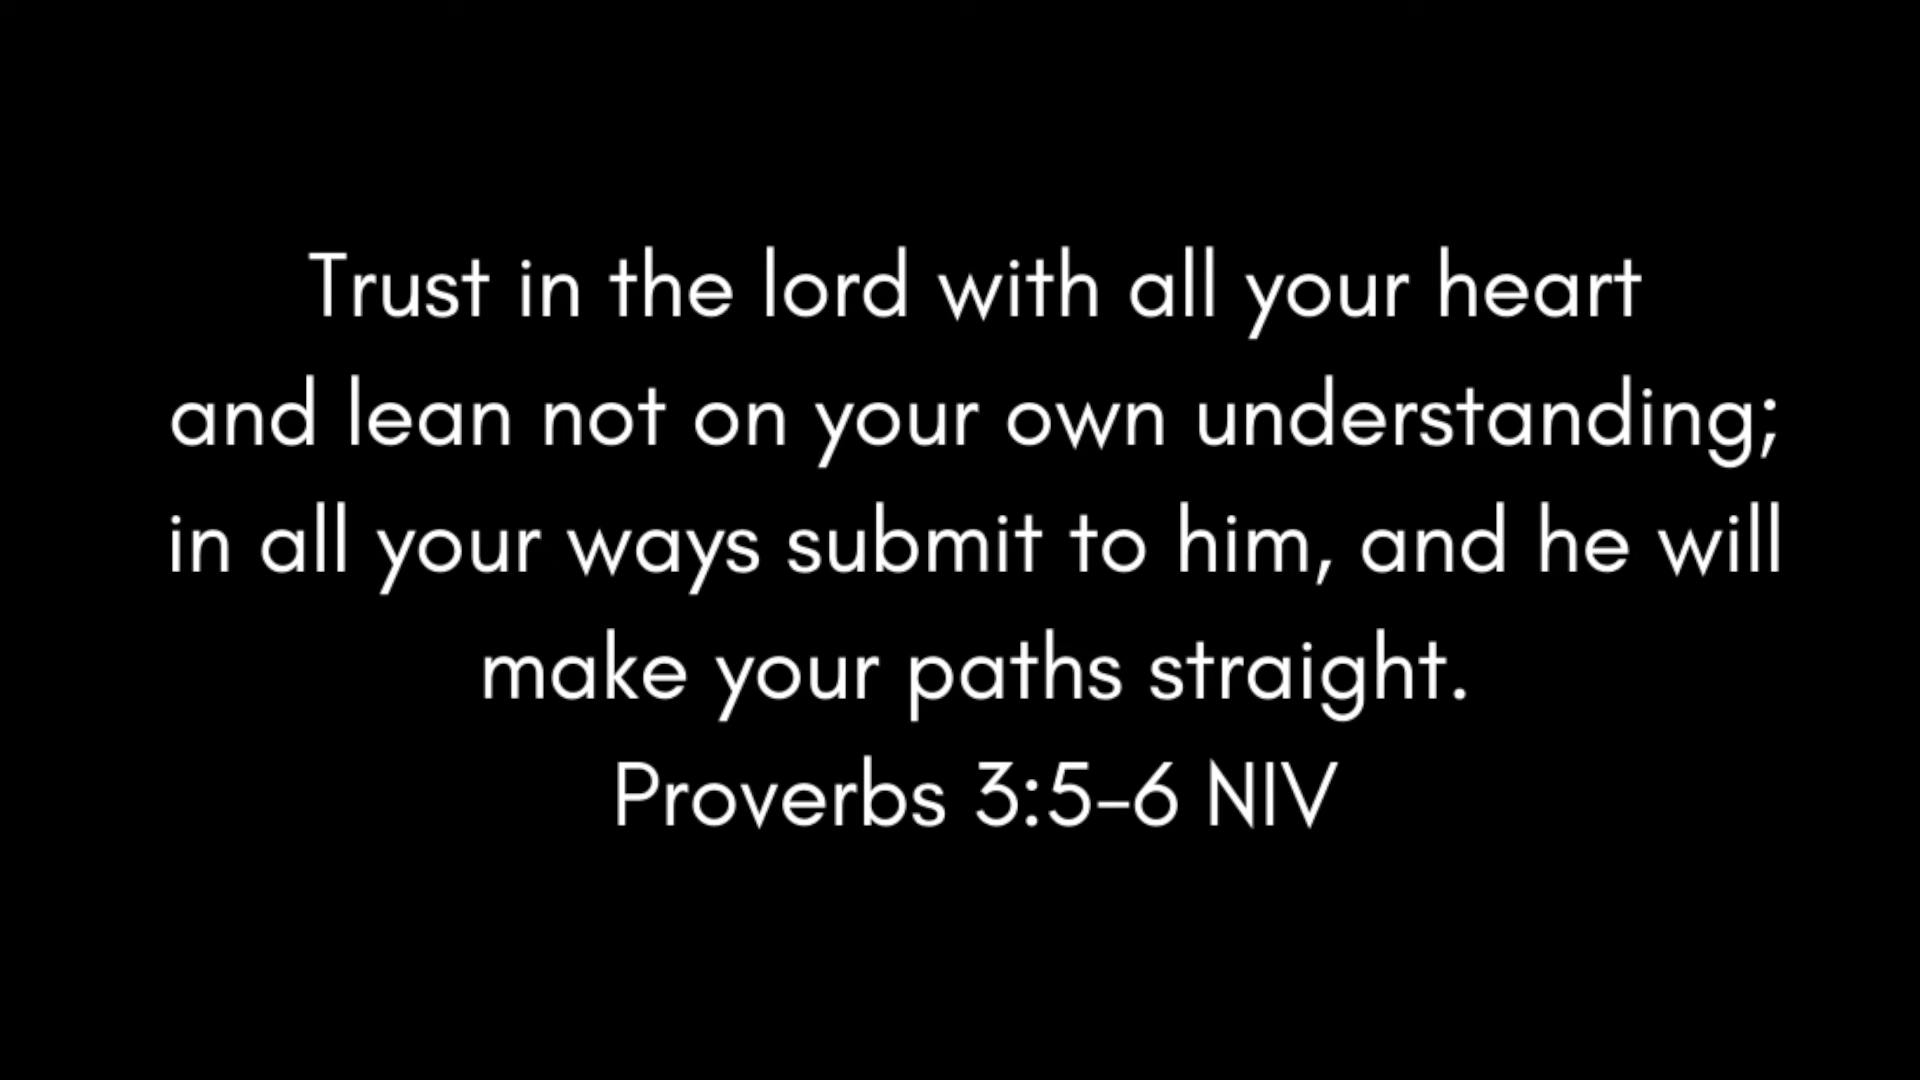 Trust in the lord with all your heart
and lean not on your own understanding;
in all your ways submit to him, and he will
make your paths straight.
Proverbs 3:5-6 NIV